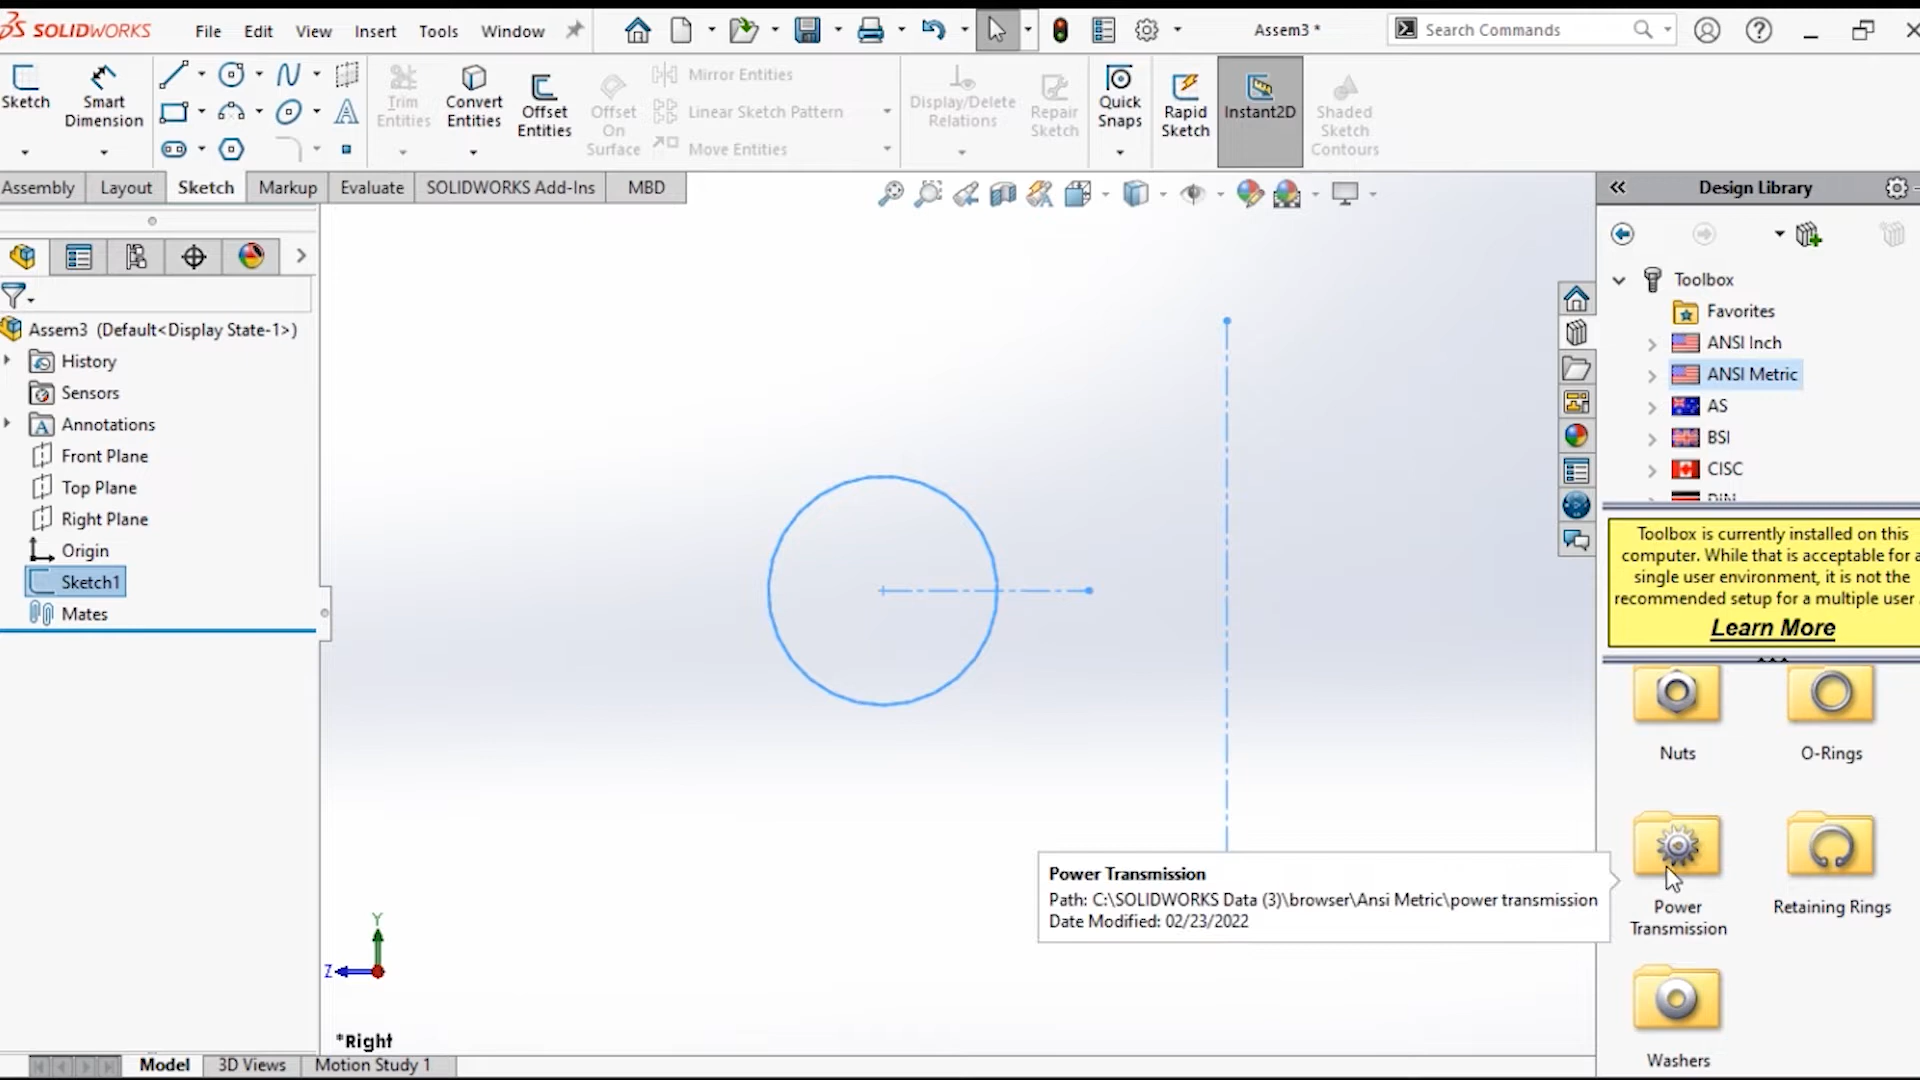 SOLIDWORKS File Edit View Insert Tools Window Assem3 * Search Commands
Sketch
Smart Dimension
Trim Entities
Convert Entities
Offset Entities
Offset On Surface
Mirror Entities
Linear Sketch Pattern
Move Entities
Display/Delete Relations
Repair Sketch
Quick Snaps
Rapid Sketch
Instant2D
Shaded Sketch Contours
Assembly Layout Sketch Markup Evaluate SOLIDWORKS Add-Ins MBD
Assem3 (Default<Display State-1>)
History
Sensors
Annotations
Front Plane
Top Plane
Right Plane
Origin
Sketch1
Mates
Y
Z
*Right
Model 3D Views Motion Study 1
Design Library
Toolbox
Favorites
ANSI Inch
ANSI Metric
AS
BSI
CISC
Toolbox is currently installed on this
computer. While that is acceptable for a
single user environment, it is not the
recommended setup for a multiple user
Learn More
Nuts
O-Rings
Power Transmission
Retaining Rings
Washers
Power Transmission
Path: C:\SOLIDWORKS Data (3)\browser\Ansi Metric\power transmission
Date Modified: 02/23/2022